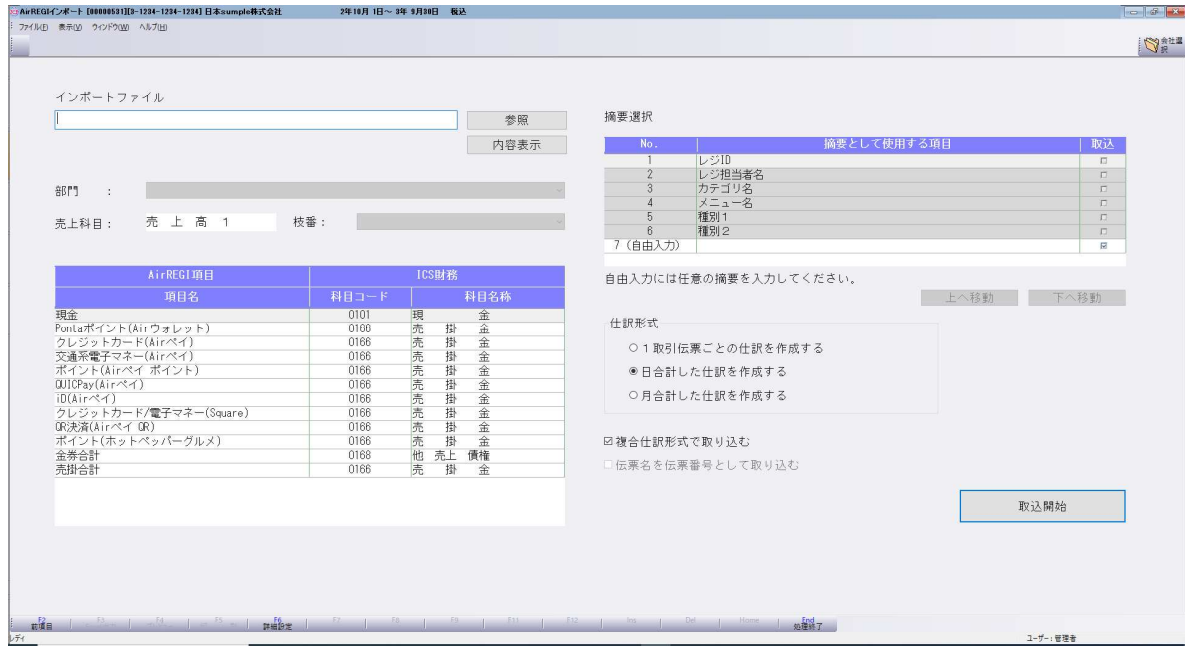 AirREGIインポート [00000531][8-1234-1234-1234] 日本sumple株式会社 2年10月 1日～ 3年 9月30日 税込
ファイル(F) 表示(V) ウィンドウ(W) ヘルプ(H)
会社選択
インポートファイル
参照
内容表示
部門 :
売上科目: 売 上 高 1 枝番:
AirREGI項目 ICS財務
項目名 科目コード 科目名称
現金 0101 現 金
Pontaポイント(Airウォレット) 0166 売 掛 金
クレジットカード(Airペイ) 0166 売 掛 金
交通系電子マネー(Airペイ) 0166 売 掛 金
ポイント(Airペイ ポイント) 0166 売 掛 金
QUICPay(Airペイ) 0166 売 掛 金
iD(Airペイ) 0166 売 掛 金
クレジットカード/電子マネー(Square) 0166 売 掛 金
QR決済(Airペイ QR) 0166 売 掛 金
ポイント(ホットペッパーグルメ) 0166 売 掛 金
金券合計 0168 他 売上 債権
売掛合計 0166 売 掛 金
摘要選択
No. 摘要として使用する項目 取込
1 レジID
2 レジ担当者名
3 カテゴリ名
4 メニュー名
5 種別1
6 種別2
7 (自由入力)
自由入力には任意の摘要を入力してください。
上へ移動 下へ移動
仕訳形式
1取引伝票ごとの仕訳を作成する
日合計した仕訳を作成する
月合計した仕訳を作成する
複合仕訳形式で取り込む
伝票名を伝票番号として取り込む
取込開始
F2 前項目 F3 F4 F5 F6 詳細設定 F7 F8 F9 F11 F12 Ins Del Home End 処理終了
レディ ユーザー:管理者